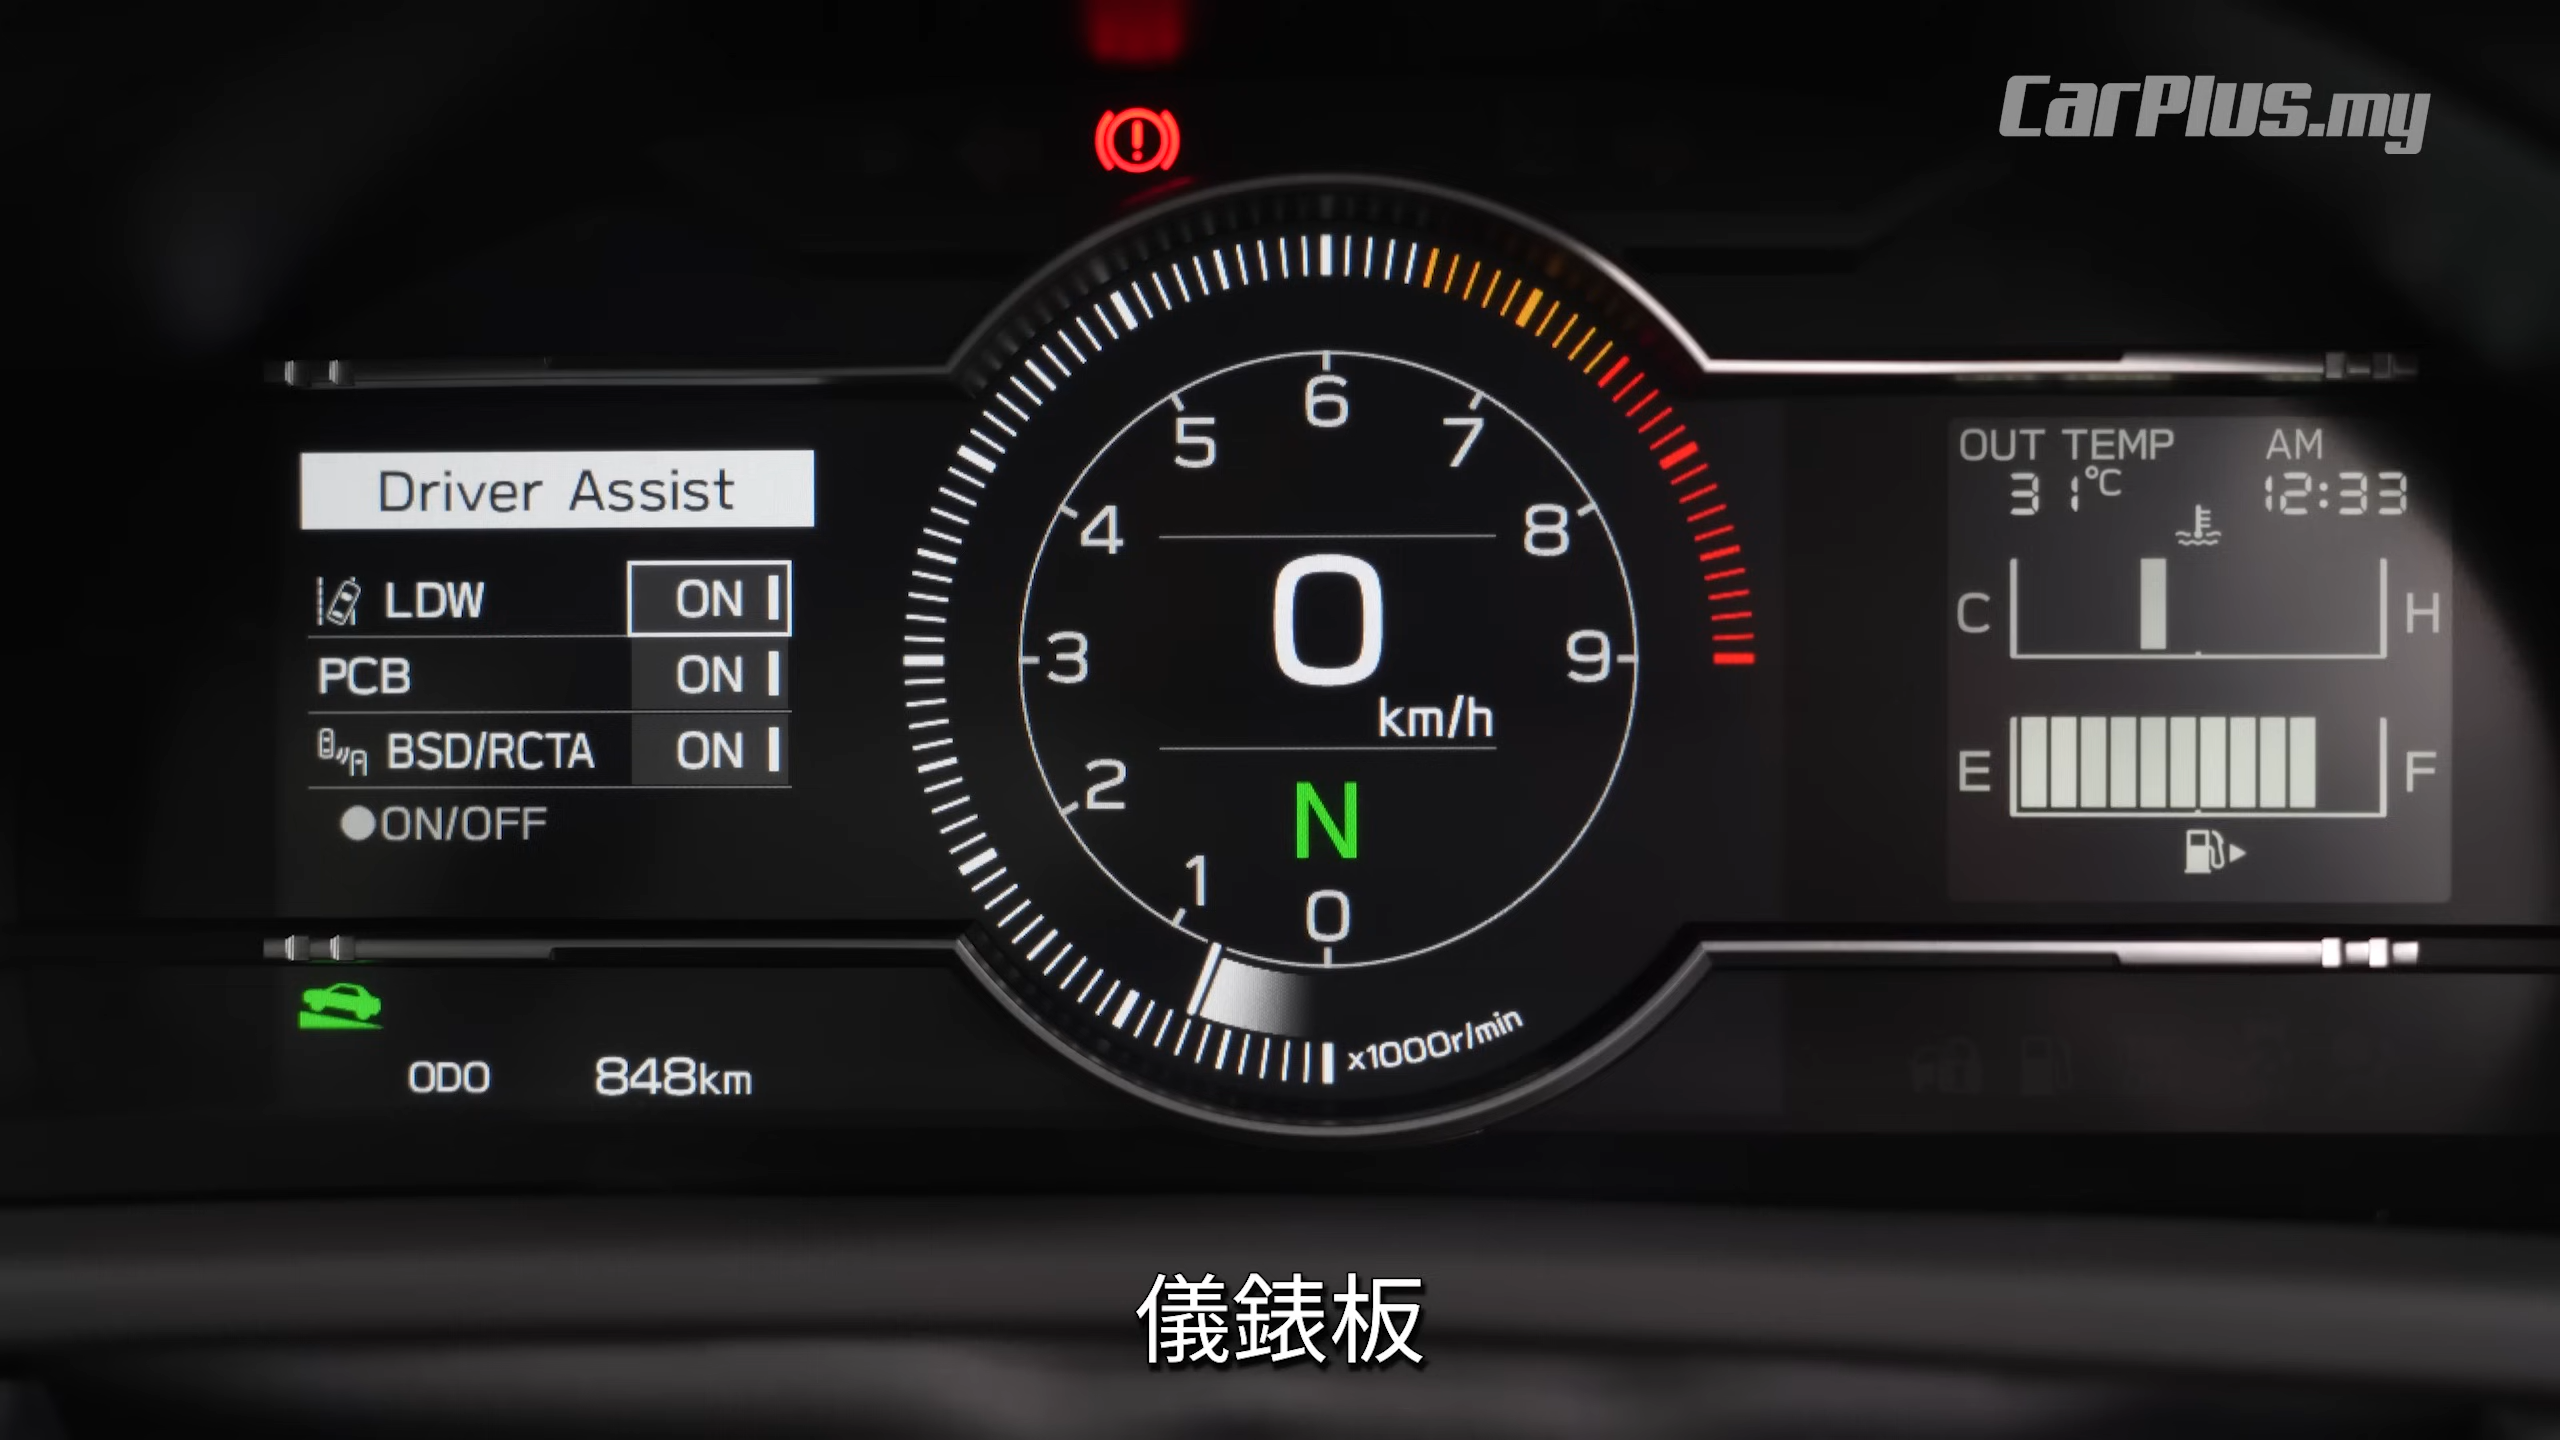 CarPlus.my
Driver Assist
LDW ON
PCB ON
BSD/RCTA ON
ON/OFF
ODO 848km
0
1
2
3
4
5
6
7
8
9
0
km/h
N
x1000r/min
OUT TEMP AM
31°C 12:33
C H
E F
儀錶板